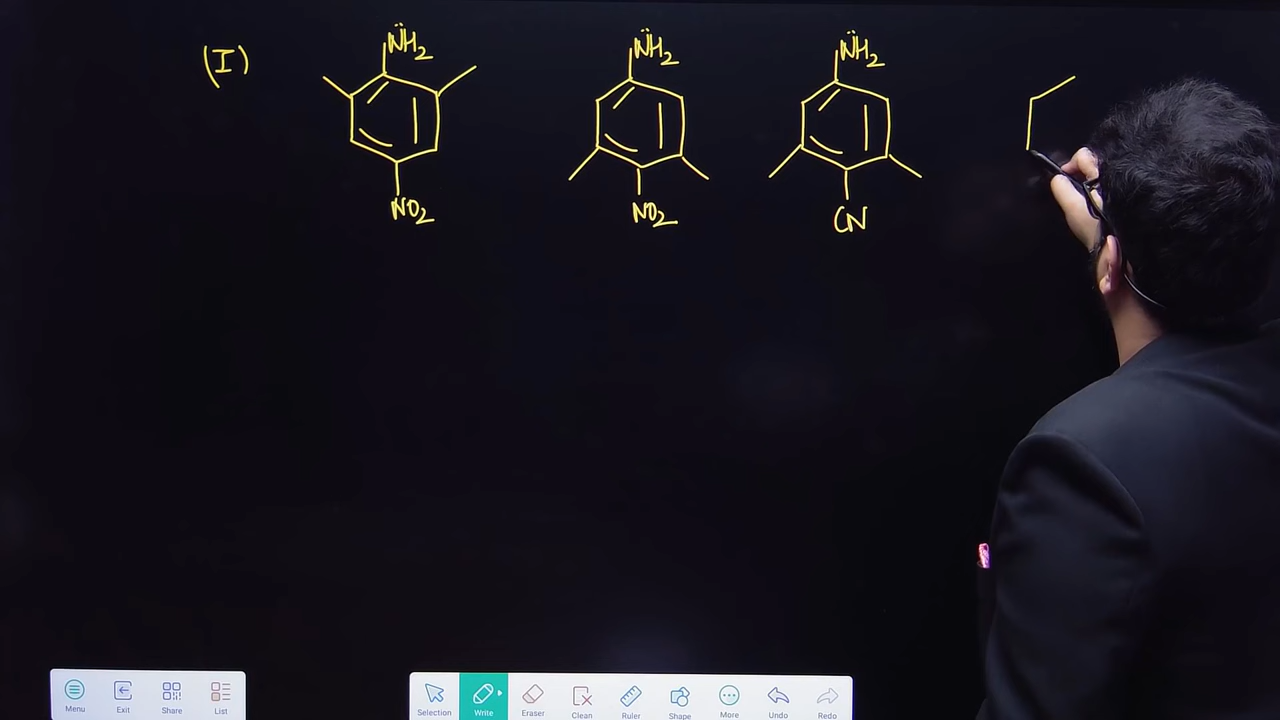 (I)
N̈H2 N̈H2 N̈H2
NO2 NO2 CN
Menu Exit Share List Selection Write Eraser Clean Ruler Shape More Undo Redo